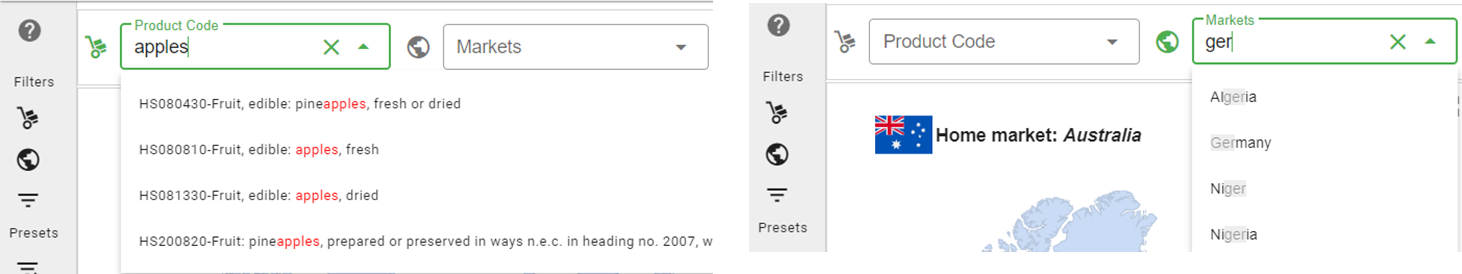 Product Code
apples
Markets
Filters
HS080430-Fruit, edible: pineapples, fresh or dried
HS080810-Fruit, edible: apples, fresh
HS081330-Fruit, edible: apples, dried
Presets
HS200820-Fruit: pineapples, prepared or preserved in ways n.e.c. in heading no. 2007, w
Markets
Product Code
ger
Filters
Algeria
Home market: Australia
Germany
Niger
Presets
Nigeria